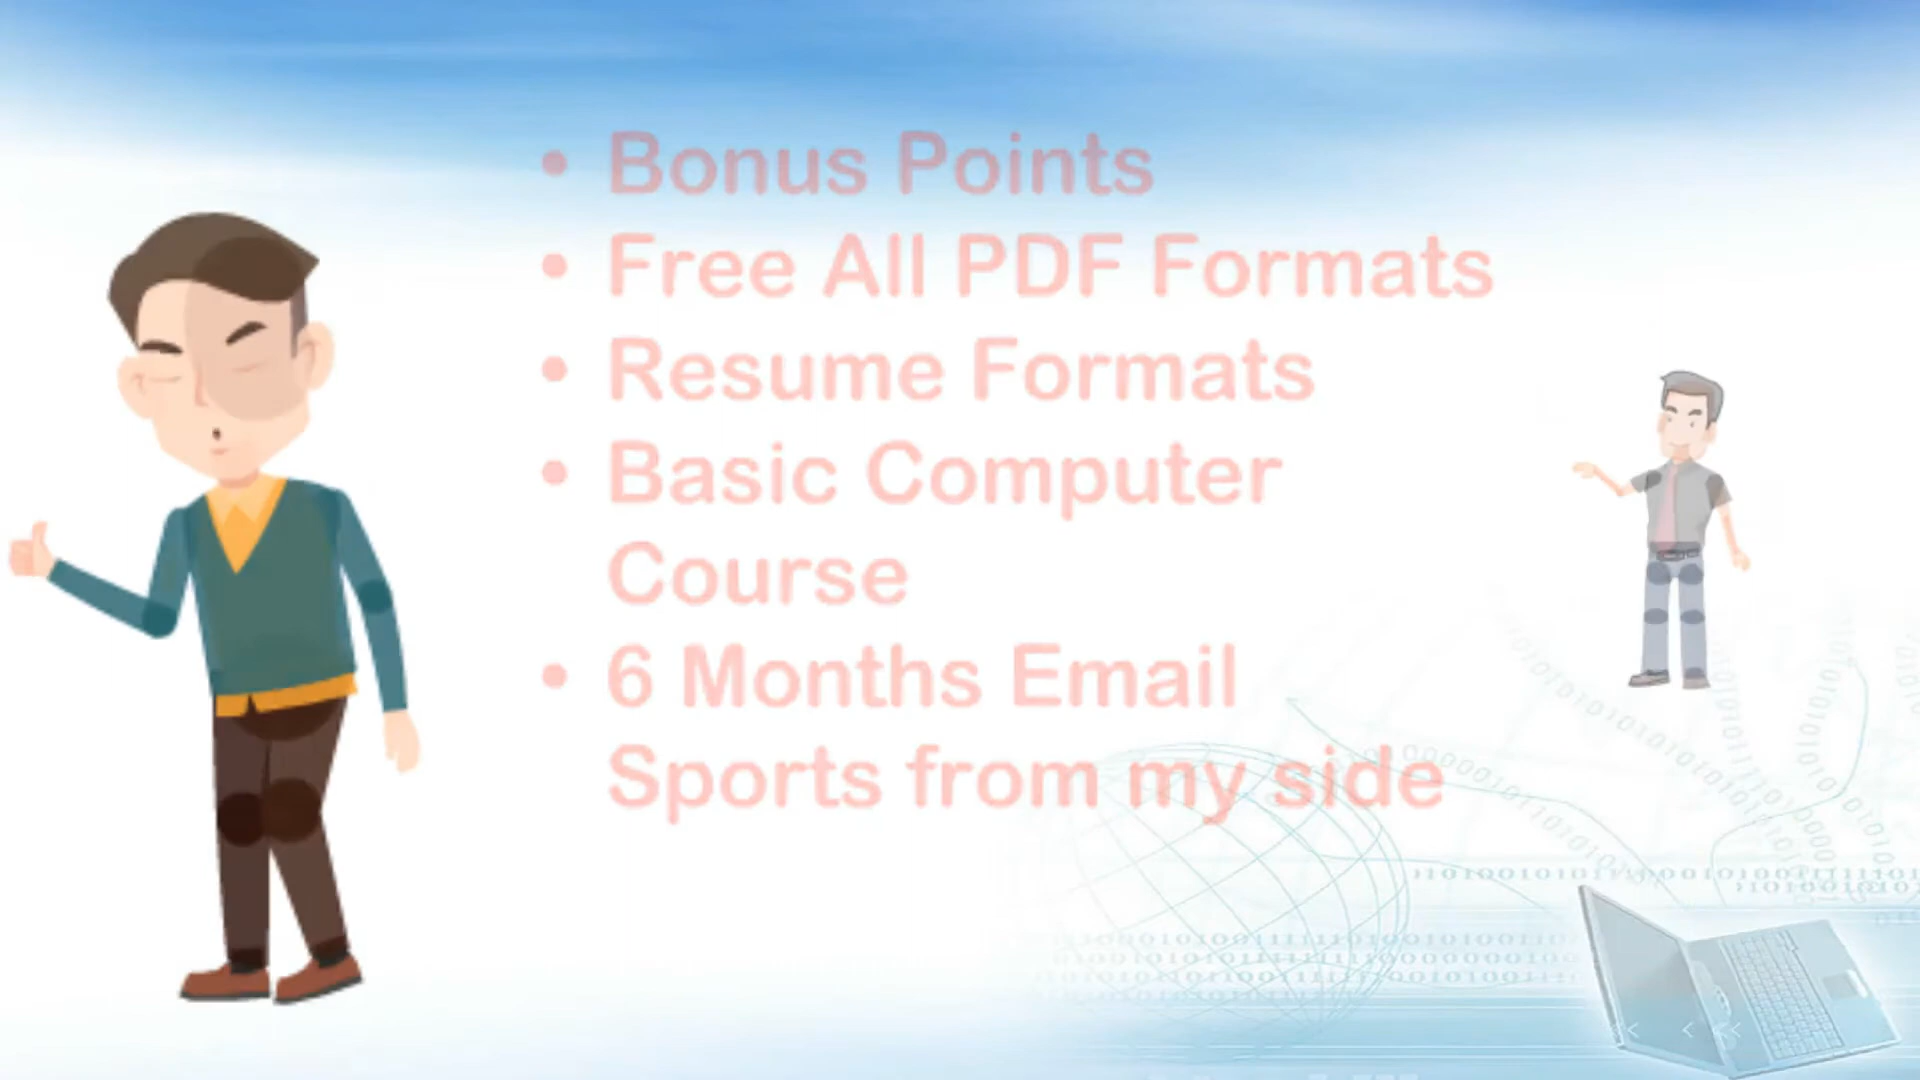 • Bonus Points
• Free All PDF Formats
• Resume Formats
• Basic Computer
Course
• 6 Months Email
Sports from my side